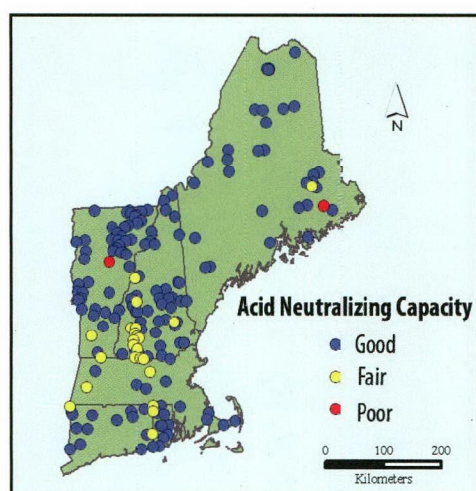 N
Acid Neutralizing Capacity
Good
Fair
Poor
0 100 200
Kilometers